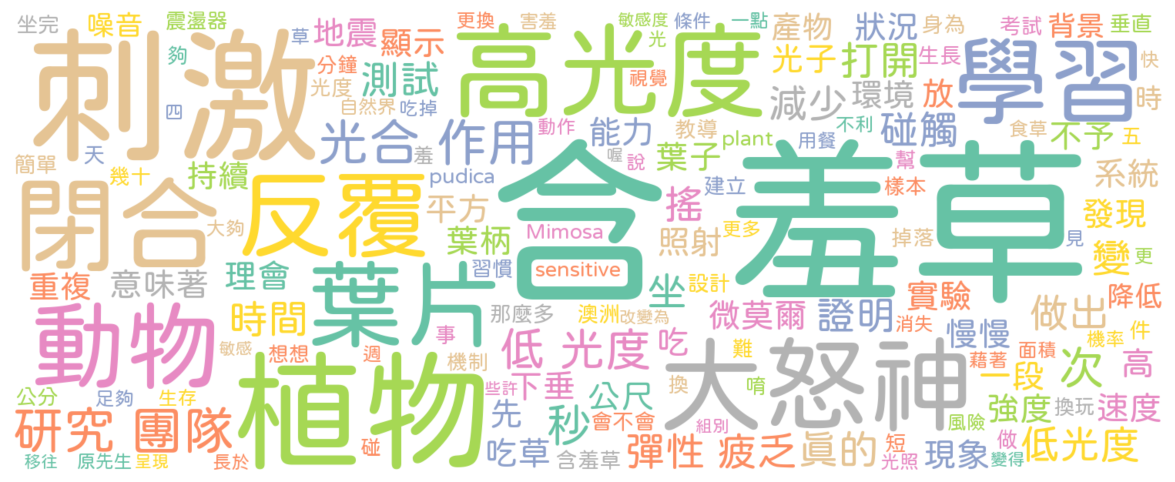 坐完 噪音 震盪器 草 地震 顯示 更換 害羞 敏感度 條件 一點 產物 狀況 身為 考試 背景 垂直
刺激 夠 分鐘 測試 高光度 光 視覺 光子 打開 生長 學習 快
四 光度 自然界 吃掉 減少 環境 放 時
簡單 天 幾十 持續 光合 作用 羞 動作 能力 喔 說 教導 葉子 plant 不利 用餐 碰觸 幫 食草 不予 五
閉合 大夠 反覆 pudica 平方 含羞草 搖 建立 樣本 系統
葉柄 Mimosa 照射 更多 掉落 發現 見
重複 意味著 理會 葉片 習慣 sensitive 坐 設計 變 更
動物 時間 那麼多 澳洲 改變為 微莫爾 證明 消失 實驗 做出 降低
敏感 想想 週 機制 事 低 光度 吃 難 慢慢 藉著 面積 機率 件
公分 足夠 生存 植物 些許 下垂 公尺 換 唷 大怒神 一段 次 高
研究 團隊 先 秒 會不會 組別 風險 強度 換玩 速度
移往 原先生 呈現 長於 碰 吃草 含羞草 彈性 疲乏 真的 短 光照 現象 做 變得 低光度